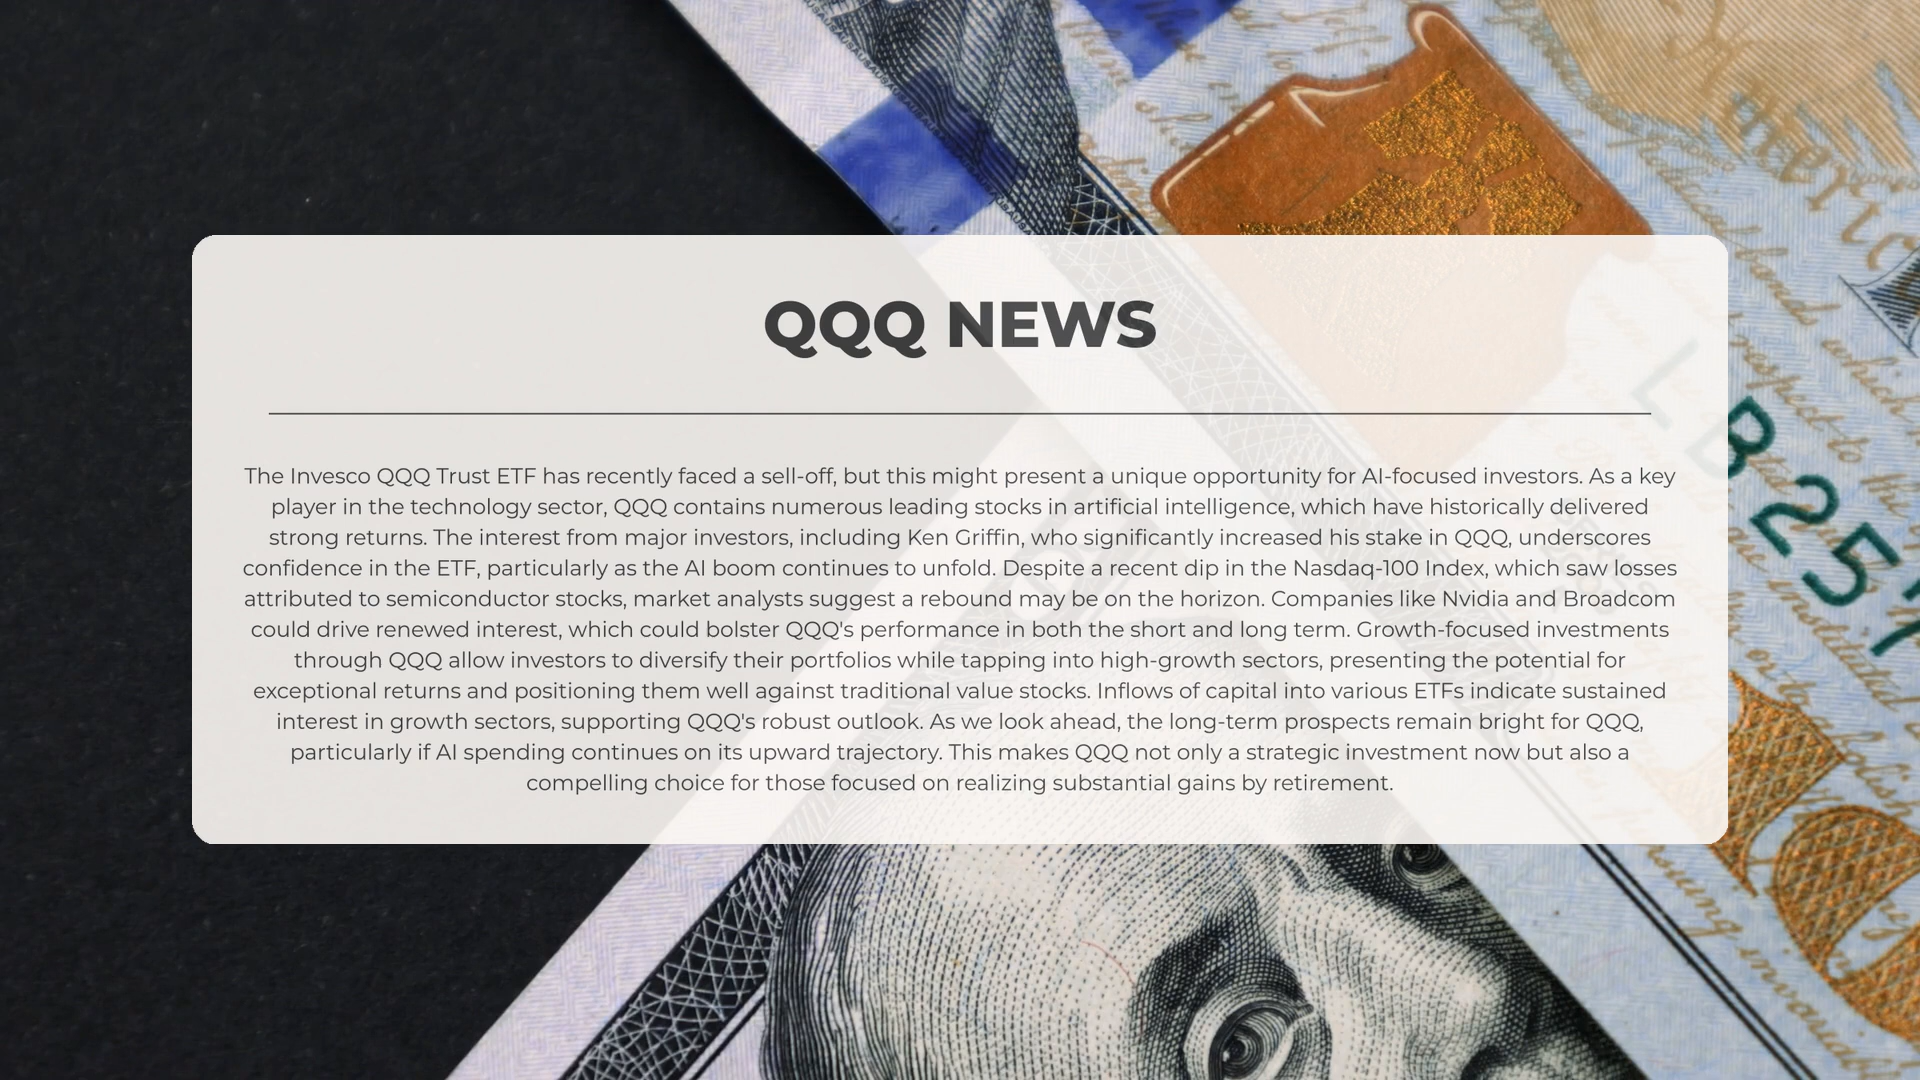 QQQ NEWS
The Invesco QQQ Trust ETF has recently faced a sell-off, but this might present a unique opportunity for AI-focused investors. As a key
player in the technology sector, QQQ contains numerous leading stocks in artificial intelligence, which have historically delivered
strong returns. The interest from major investors, including Ken Griffin, who significantly increased his stake in QQQ, underscores
confidence in the ETF, particularly as the AI boom continues to unfold. Despite a recent dip in the Nasdaq-100 Index, which saw losses
attributed to semiconductor stocks, market analysts suggest a rebound may be on the horizon. Companies like Nvidia and Broadcom
could drive renewed interest, which could bolster QQQ's performance in both the short and long term. Growth-focused investments
through QQQ allow investors to diversify their portfolios while tapping into high-growth sectors, presenting the potential for
exceptional returns and positioning them well against traditional value stocks. Inflows of capital into various ETFs indicate sustained
interest in growth sectors, supporting QQQ's robust outlook. As we look ahead, the long-term prospects remain bright for QQQ,
particularly if AI spending continues on its upward trajectory. This makes QQQ not only a strategic investment now but also a
compelling choice for those focused on realizing substantial gains by retirement.
LB257